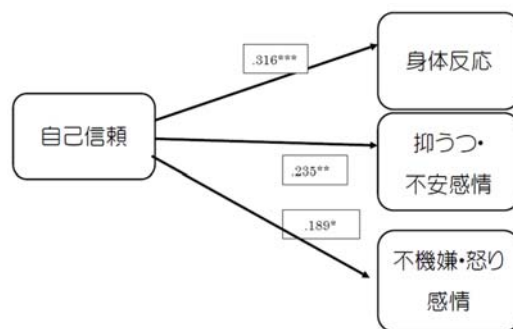 .316***
身体反応
自己信頼
抑うつ・
不安感情
.235**
.189*
不機嫌・怒り
感情